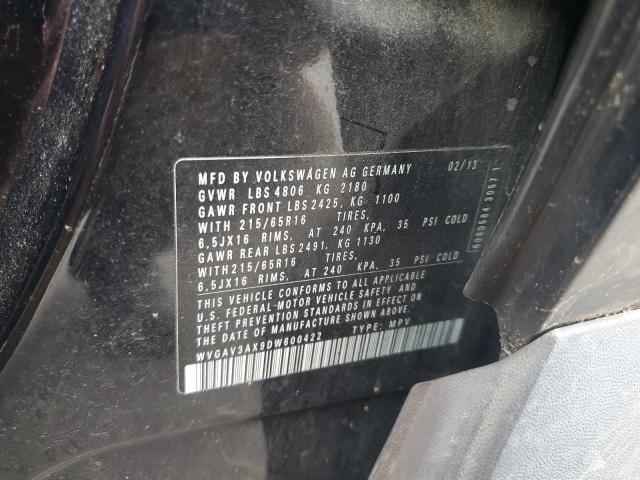 MFD BY VOLKSWAGEN AG GERMANY 02/13
GVWR LBS 4806 KG 2180
GAWR FRONT LBS 2425, KG 1100
WITH 215/65R16 TIRES,
6,5JX16 RIMS, AT 240 KPA, 35 PSI COLD
GAWR REAR LBS 2491, KG 1130
WITH 215/65R16 TIRES,
6,5JX16 RIMS, AT 240 KPA, 35 PSI COLD
THIS VEHICLE CONFORMS TO ALL APPLICABLE
U.S. FEDERAL MOTOR VEHICLE SAFETY AND
THEFT PREVENTION STANDARDS IN EFFECT ON
THE DATE OF MANUFACTURE SHOWN ABOVE.
WVGAV3AX9DW600422 TYPE: MPV